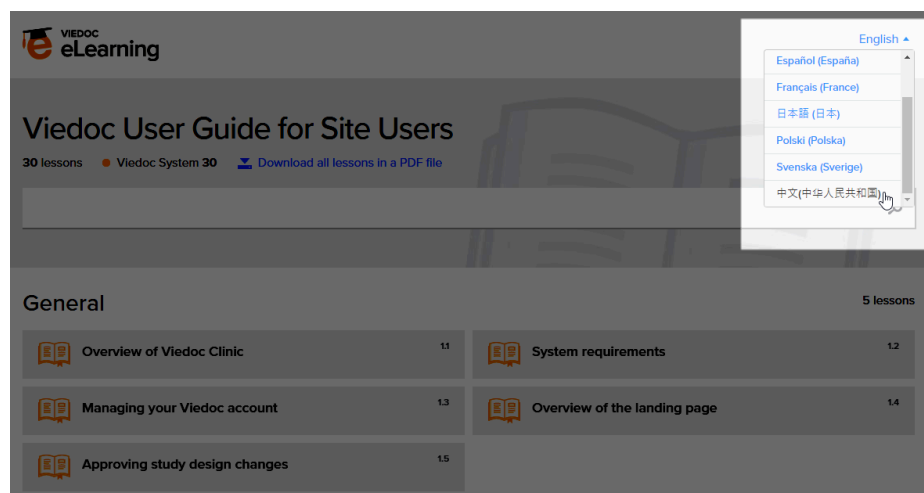 VIEDOC
eLearning
English
Español (España)
Français (France)
日本語 (日本)
Polski (Polska)
Svenska (Sverige)
中文(中华人民共和国)
Viedoc User Guide for Site Users
30 lessons Viedoc System 30 Download all lessons in a PDF file
General 5 lessons
Overview of Viedoc Clinic 1.1
System requirements 1.2
Managing your Viedoc account 1.3
Overview of the landing page 1.4
Approving study design changes 1.5